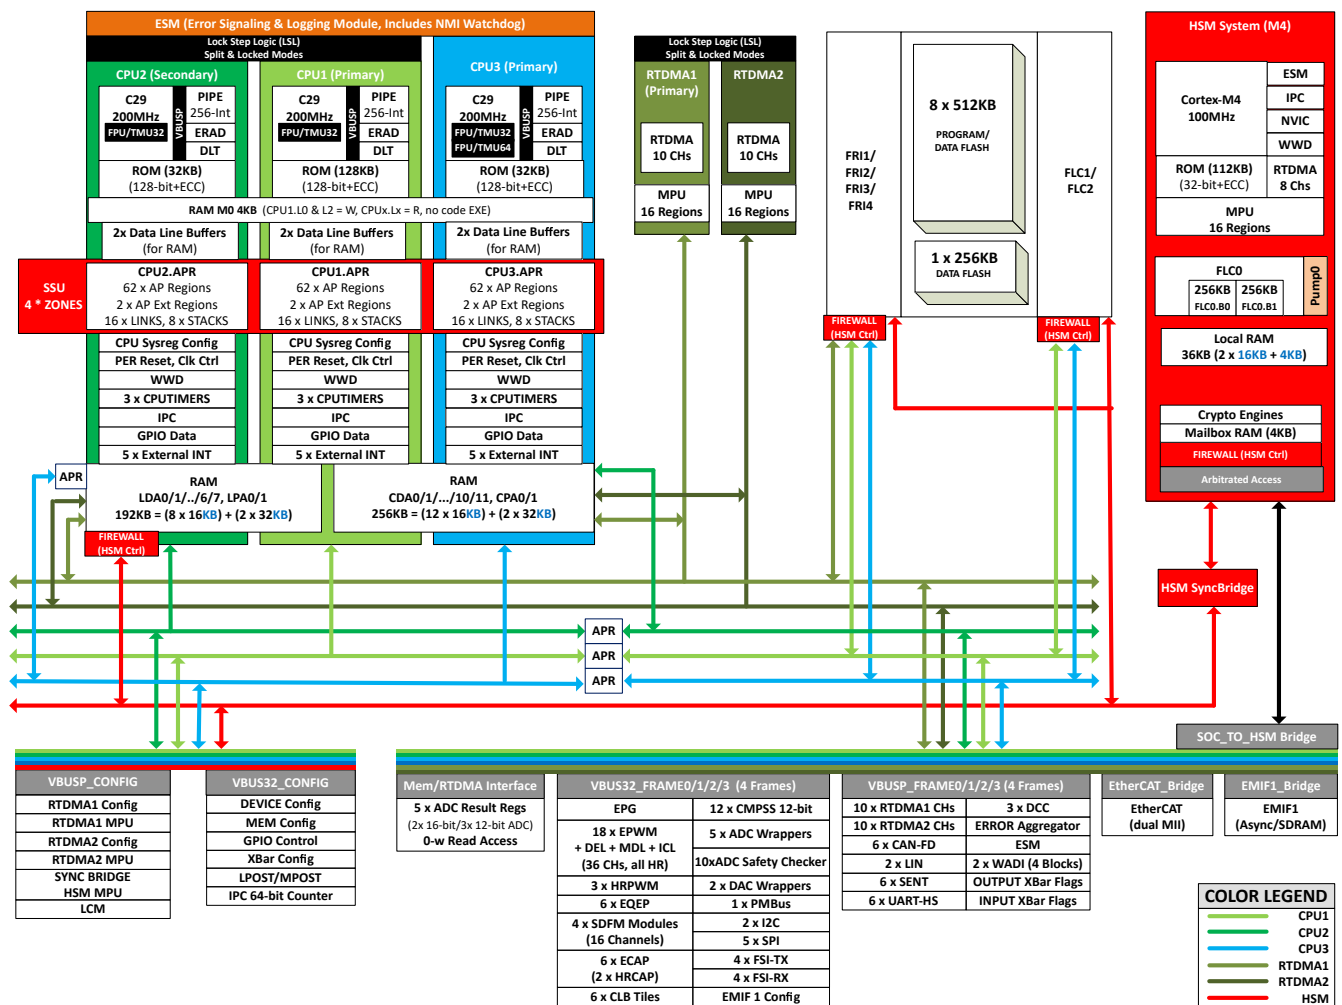 ESM (Error Signaling & Logging Module, Includes NMI Watchdog)
Lock Step Logic (LSL)
Split & Locked Modes
CPU2 (Secondary)
CPU1 (Primary)
CPU3 (Primary)
C29
200MHz
FPU/TMU32
VBUSP
PIPE
256-Int
ERAD
DLT
C29
200MHz
FPU/TMU32
VBUSP
PIPE
256-Int
ERAD
DLT
C29
200MHz
FPU/TMU32
FPU/TMU64
VBUSP
PIPE
256-Int
ERAD
DLT
ROM (32KB)
(128-bit+ECC)
ROM (128KB)
(128-bit+ECC)
ROM (32KB)
(128-bit+ECC)
RAM M0 4KB (CPU1.L0 & L2 = W, CPUx.Lx = R, no code EXE)
2x Data Line Buffers
(for RAM)
2x Data Line Buffers
(for RAM)
2x Data Line Buffers
(for RAM)
SSU
4 * ZONES
CPU2.APR
62 x AP Regions
2 x AP Ext Regions
16 x LINKS, 8 x STACKS
CPU1.APR
62 x AP Regions
2 x AP Ext Regions
16 x LINKS, 8 x STACKS
CPU3.APR
62 x AP Regions
2 x AP Ext Regions
16 x LINKS, 8 x STACKS
CPU Sysreg Config
PER Reset, Clk Ctrl
WWD
3 x CPUTIMERS
IPC
GPIO Data
5 x External INT
CPU Sysreg Config
PER Reset, Clk Ctrl
WWD
3 x CPUTIMERS
IPC
GPIO Data
5 x External INT
CPU Sysreg Config
PER Reset, Clk Ctrl
WWD
3 x CPUTIMERS
IPC
GPIO Data
5 x External INT
APR
RAM
LDA0/1/../6/7, LPA0/1
192KB = (8 x 16KB) + (2 x 32KB)
RAM
CDA0/1/.../10/11, CPA0/1
256KB = (12 x 16KB) + (2 x 32KB)
FIREWALL
(HSM Ctrl)
Lock Step Logic (LSL)
Split & Locked Modes
RTDMA1
(Primary)
RTDMA2
RTDMA
10 CHs
RTDMA
10 CHs
MPU
16 Regions
MPU
16 Regions
FRI1/
FRI2/
FRI3/
FRI4
8 x 512KB
PROGRAM/
DATA FLASH
1 x 256KB
DATA FLASH
FLC1/
FLC2
FIREWALL
(HSM Ctrl)
FIREWALL
(HSM Ctrl)
HSM System (M4)
Cortex-M4
100MHz
ESM
IPC
NVIC
WWD
ROM (112KB)
(32-bit+ECC)
RTDMA
8 Chs
MPU
16 Regions
FLC0
256KB
FLC0.B0
256KB
FLC0.B1
Pump0
Local RAM
36KB (2 x 16KB + 4KB)
Crypto Engines
Mailbox RAM (4KB)
FIREWALL (HSM Ctrl)
Arbitrated Access
HSM SyncBridge
APR
APR
APR
SOC_TO_HSM Bridge
VBUSP_CONFIG
RTDMA1 Config
RTDMA1 MPU
RTDMA2 Config
RTDMA2 MPU
SYNC BRIDGE
HSM MPU
LCM
VBUS32_CONFIG
DEVICE Config
MEM Config
GPIO Control
XBar Config
LPOST/MPOST
IPC 64-bit Counter
Mem/RTDMA Interface
5 x ADC Result Regs
(2x 16-bit/3x 12-bit ADC)
0-w Read Access
VBUS32_FRAME0/1/2/3 (4 Frames)
EPG
18 x EPWM
+ DEL + MDL + ICL
(36 CHs, all HR)
3 x HRPWM
6 x EQEP
4 x SDFM Modules
(16 Channels)
6 x ECAP
(2 x HRCAP)
6 x CLB Tiles
12 x CMPSS 12-bit
5 x ADC Wrappers
10xADC Safety Checker
2 x DAC Wrappers
1 x PMBus
2 x I2C
5 x SPI
4 x FSI-TX
4 x FSI-RX
EMIF 1 Config
VBUSP_FRAME0/1/2/3 (4 Frames)
10 x RTDMA1 CHs
10 x RTDMA2 CHs
6 x CAN-FD
2 x LIN
6 x SENT
6 x UART-HS
3 x DCC
ERROR Aggregator
ESM
2 x WADI (4 Blocks)
OUTPUT XBar Flags
INPUT XBar Flags
EtherCAT_Bridge
EtherCAT
(dual MII)
EMIF1_Bridge
EMIF1
(Async/SDRAM)
COLOR LEGEND
CPU1
CPU2
CPU3
RTDMA1
RTDMA2
HSM